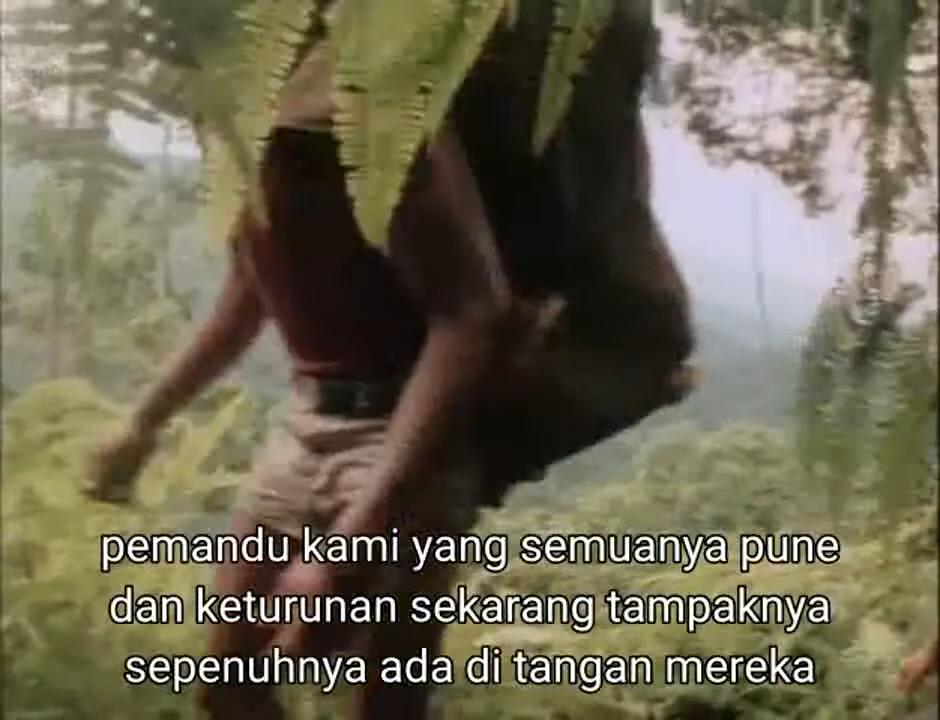 pemandu kami yang semuanya pune
dan keturunan sekarang tampaknya
sepenuhnya ada di tangan mereka